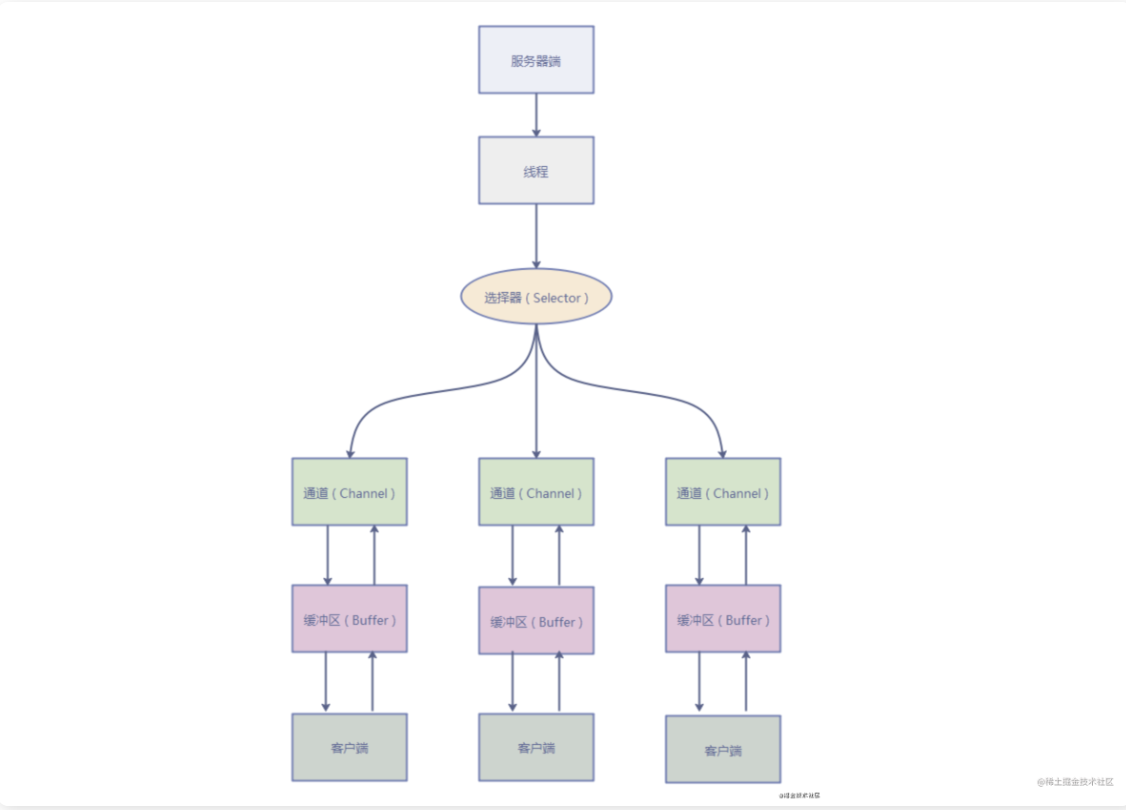 服务器端
线程
选择器 ( Selector )
通道 ( Channel )
通道 ( Channel )
通道 ( Channel )
缓冲区 ( Buffer )
缓冲区 ( Buffer )
缓冲区 ( Buffer )
客户端
客户端
客户端
@稀土掘金技术社区
@稀土掘金技术社区